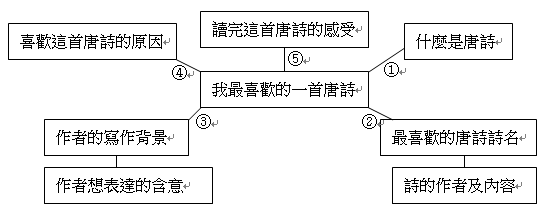 喜歡這首唐詩的原因
讀完這首唐詩的感受
什麼是唐詩
④
⑤
①
我最喜歡的一首唐詩
③
②
作者的寫作背景
最喜歡的唐詩詩名
作者想表達的含意
詩的作者及內容